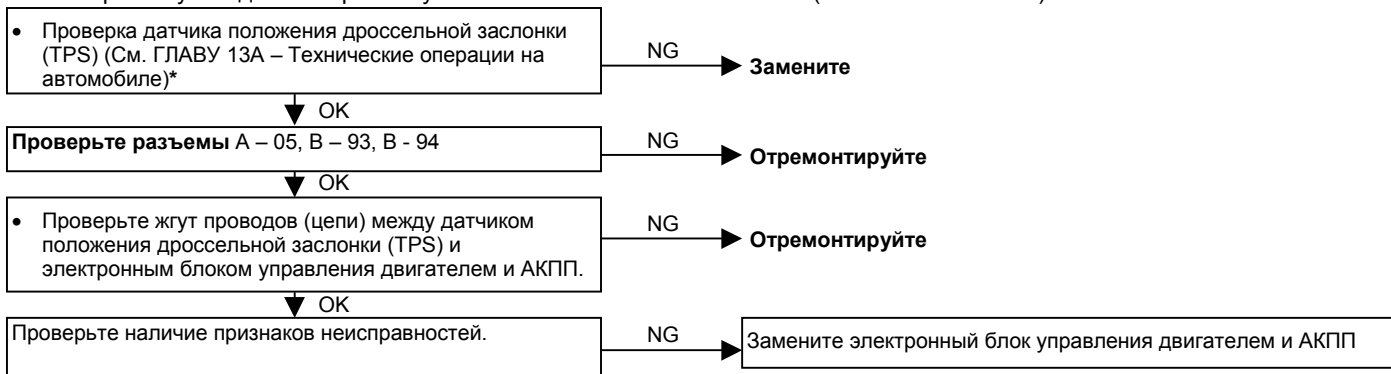 • Проверка датчика положения дроссельной заслонки
(TPS) (См. ГЛАВУ 13А – Технические операции на
автомобиле)*
NG
Замените
OK
Проверьте разъемы А – 05, В – 93, В - 94
NG
Отремонтируйте
OK
• Проверьте жгут проводов (цепи) между датчиком
положения дроссельной заслонки (TPS) и
электронным блоком управления двигателем и АКПП.
NG
Отремонтируйте
OK
Проверьте наличие признаков неисправностей.
NG
Замените электронный блок управления двигателем и АКПП